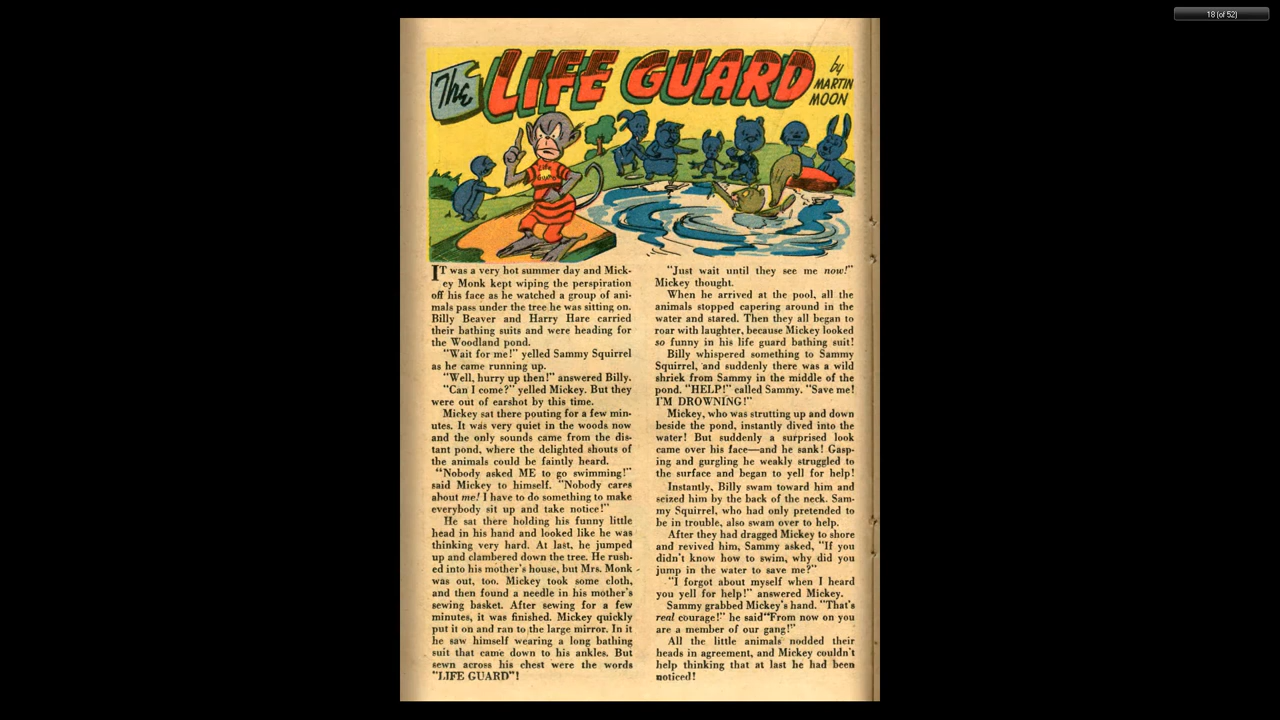 18 (of 52)
The LIFE GUARD
by
MARTIN
MOON
Life
Guard
IT was a very hot summer day and Mick-
ey Monk kept wiping the perspiration
off his face as he watched a group of ani-
mals pass under the tree he was sitting on.
Billy Beaver and Harry Hare carried
their bathing suits and were heading for
the Woodland pond.
"Wait for me!" yelled Sammy Squirrel
as he came running up.
"Well, hurry up then!" answered Billy.
"Can I come?" yelled Mickey. But they
were out of earshot by this time.
Mickey sat there pouting for a few min-
utes. It was very quiet in the woods now
and the only sounds came from the dis-
tant pond, where the delighted shouts of
the animals could be faintly heard.
"Nobody asked ME to go swimming!"
said Mickey to himself. "Nobody cares
about me! I have to do something to make
everybody sit up and take notice!"
He sat there holding his funny little
head in his hand and looked like he was
thinking very hard. At last, he jumped
up and clambered down the tree. He rush-
ed into his mother's house, but Mrs. Monk
was out, too. Mickey took some cloth,
and then found a needle in his mother's
sewing basket. After sewing for a few
minutes, it was finished. Mickey quickly
put it on and ran to the large mirror. In it
he saw himself wearing a long bathing
suit that came down to his ankles. But
sewn across his chest were the words
"LIFE GUARD"!
"Just wait until they see me now!"
Mickey thought.
When he arrived at the pool, all the
animals stopped capering around in the
water and stared. Then they all began to
roar with laughter, because Mickey looked
so funny in his life guard bathing suit!
Billy whispered something to Sammy
Squirrel, and suddenly there was a wild
shriek from Sammy in the middle of the
pond. "HELP!" called Sammy. "Save me!
I'M DROWNING!"
Mickey, who was strutting up and down
beside the pond, instantly dived into the
water! But suddenly a surprised look
came over his face—and he sank! Gasp-
ing and gurgling he weakly struggled to
the surface and began to yell for help!
Instantly, Billy swam toward him and
seized him by the back of the neck. Sam-
my Squirrel, who had only pretended to
be in trouble, also swam over to help.
After they had dragged Mickey to shore
and revived him, Sammy asked, "If you
didn't know how to swim, why did you
jump in the water to save me?"
"I forgot about myself when I heard
you yell for help!" answered Mickey.
Sammy grabbed Mickey's hand. "That's
real courage!" he said"From now on you
are a member of our gang!"
All the little animals nodded their
heads in agreement, and Mickey couldn't
help thinking that at last he had been
noticed!